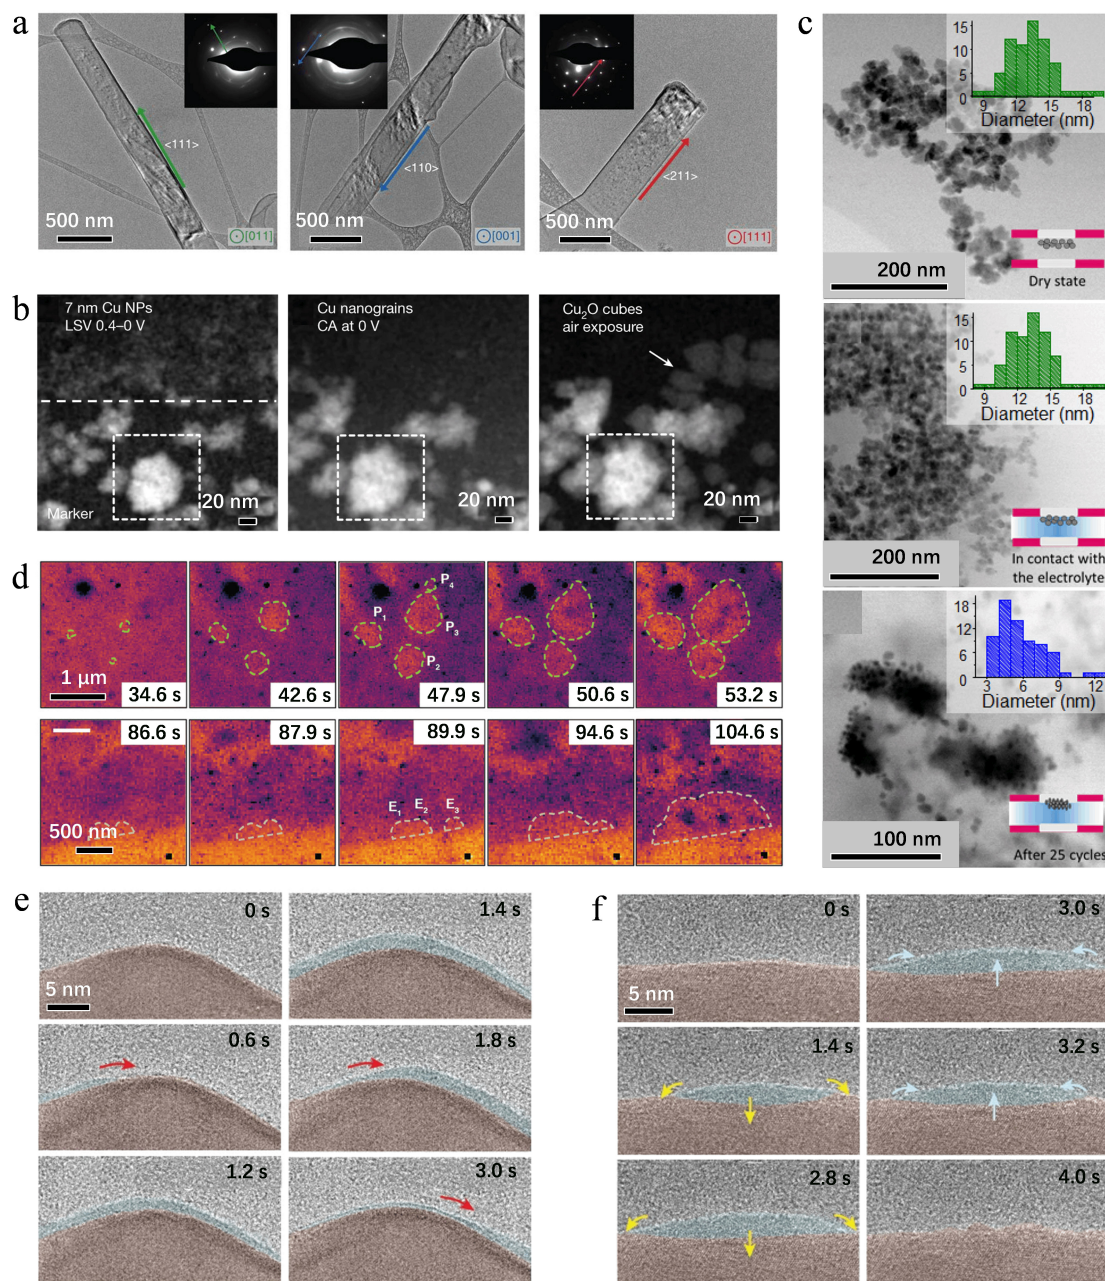 a
<111>
500 nm
[011]
<110>
500 nm
[001]
<211>
500 nm
[111]
b
7 nm Cu NPs
LSV 0.4–0 V
Marker
20 nm
Cu nanograins
CA at 0 V
20 nm
Cu₂O cubes
air exposure
20 nm
c
15
10
5
0
9 12 15 18
Diameter (nm)
200 nm
Dry state
15
10
5
0
9 12 15 18
Diameter (nm)
200 nm
In contact with
the electrolyte
18
12
6
0
3 6 9 12
Diameter (nm)
100 nm
After 25 cycles
d
1 μm
34.6 s
42.6 s
P₁
P₂
P₃
P₄
47.9 s
50.6 s
53.2 s
86.6 s
500 nm
87.9 s
89.9 s
E₁
E₂
E₃
94.6 s
104.6 s
e
0 s
5 nm
1.4 s
0.6 s
1.8 s
1.2 s
3.0 s
f
0 s
5 nm
3.0 s
1.4 s
3.2 s
2.8 s
4.0 s